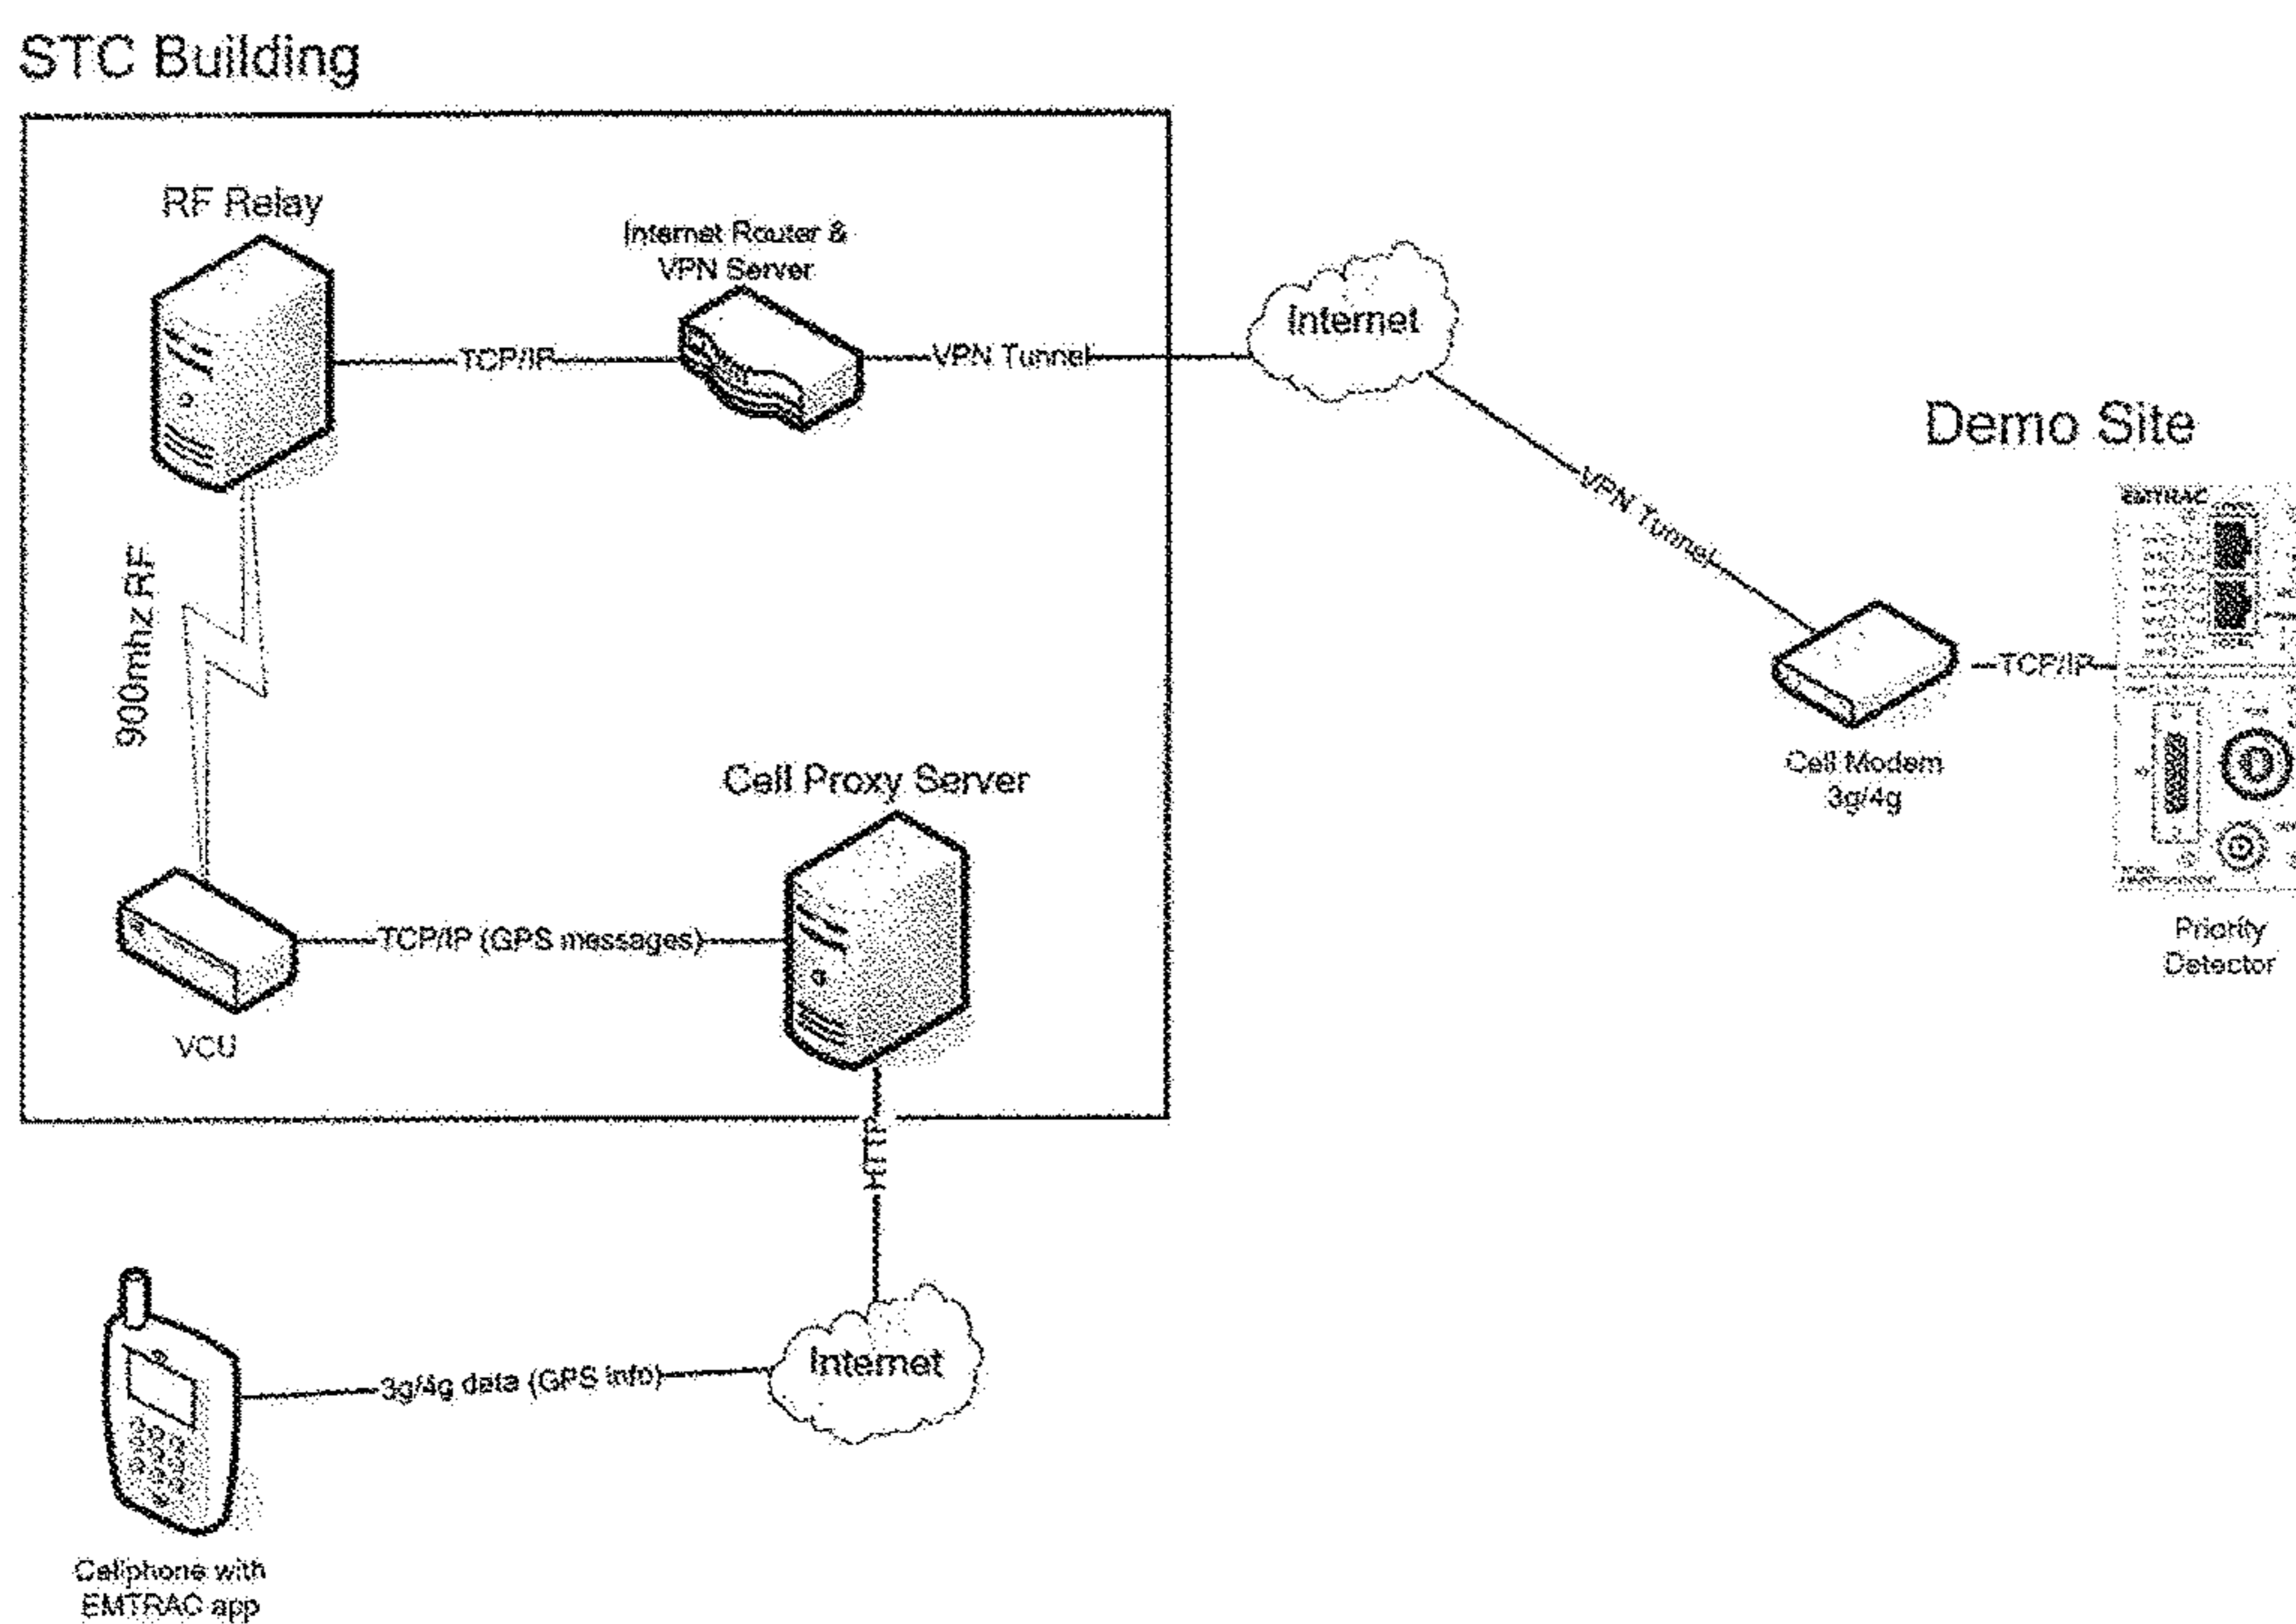 STC Building
RF Relay
Internet Router &
VPN Server
TCP/IP
VPN Tunnel
Internet
Demo Site
VPN Tunnel
EMTRAC
900mhz RF
TCP/IP
Cell Modem
3g/4g
Cell Proxy Server
Priority
Detector
TCP/IP (GPS messages)
VCU
HTTP
Internet
3g/4g data (GPS info)
Cellphone with
EMTRAC app